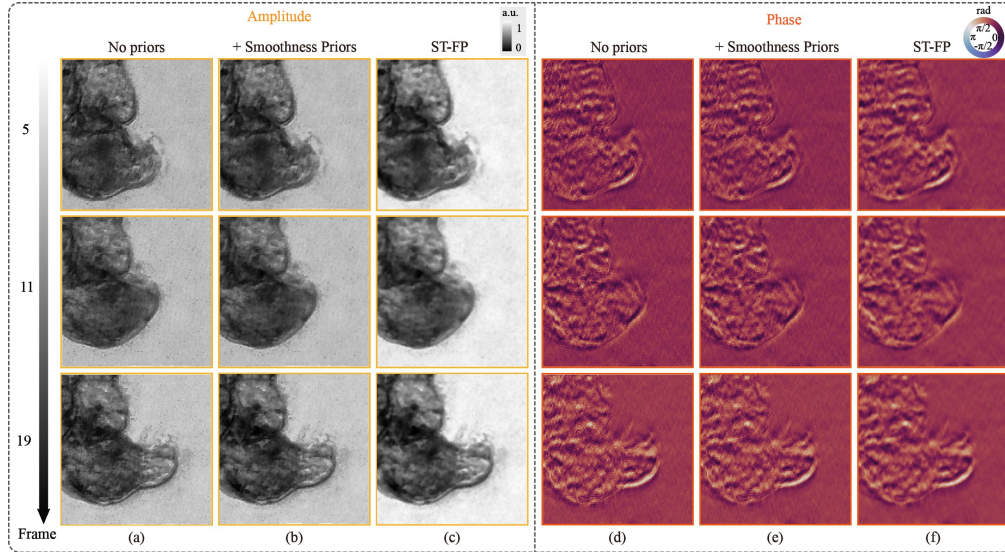 Amplitude
a.u.
1
0
Phase
rad
π/2
π 0
-π/2
No priors + Smoothness Priors ST-FP
No priors + Smoothness Priors ST-FP
5
11
19
Frame
(a) (b) (c) (d) (e) (f)